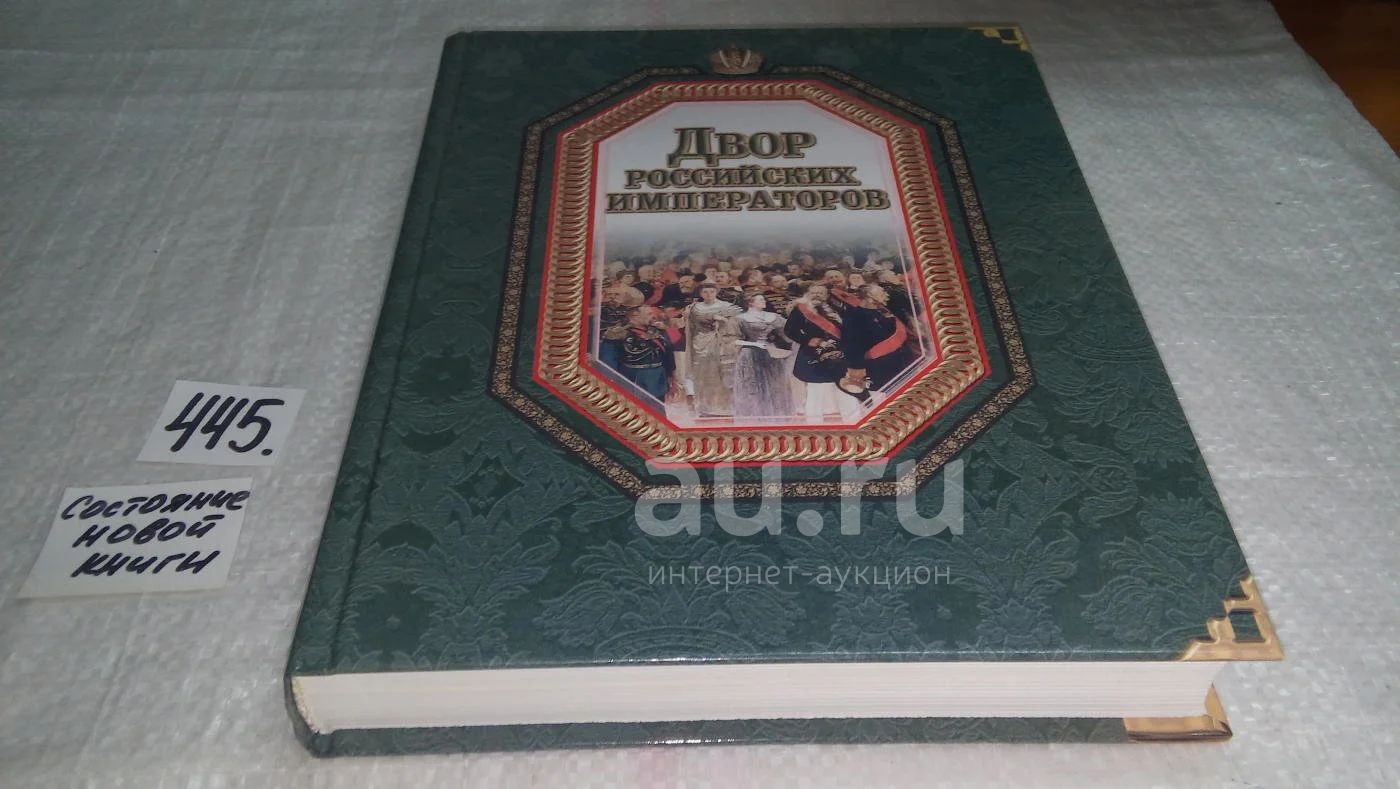 Двор
российских
императоров
445.
Состояние
новой
книги
au.ru
интернет-аукцион